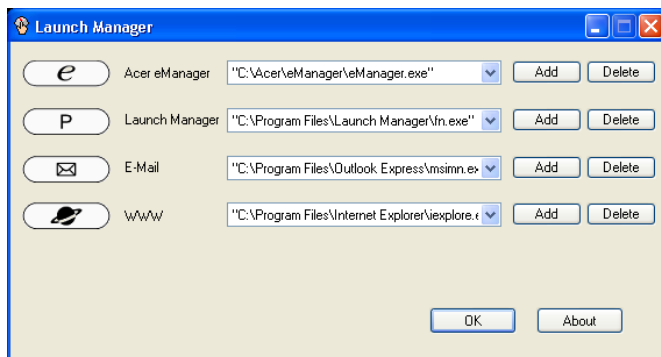 Launch Manager
e Acer eManager "C:\Acer\eManager\eManager.exe" Add Delete
P Launch Manager "C:\Program Files\Launch Manager\fn.exe" Add Delete
E-Mail "C:\Program Files\Outlook Express\msimn.ex Add Delete
WWW "C:\Program Files\Internet Explorer\iexplore.e Add Delete
OK About